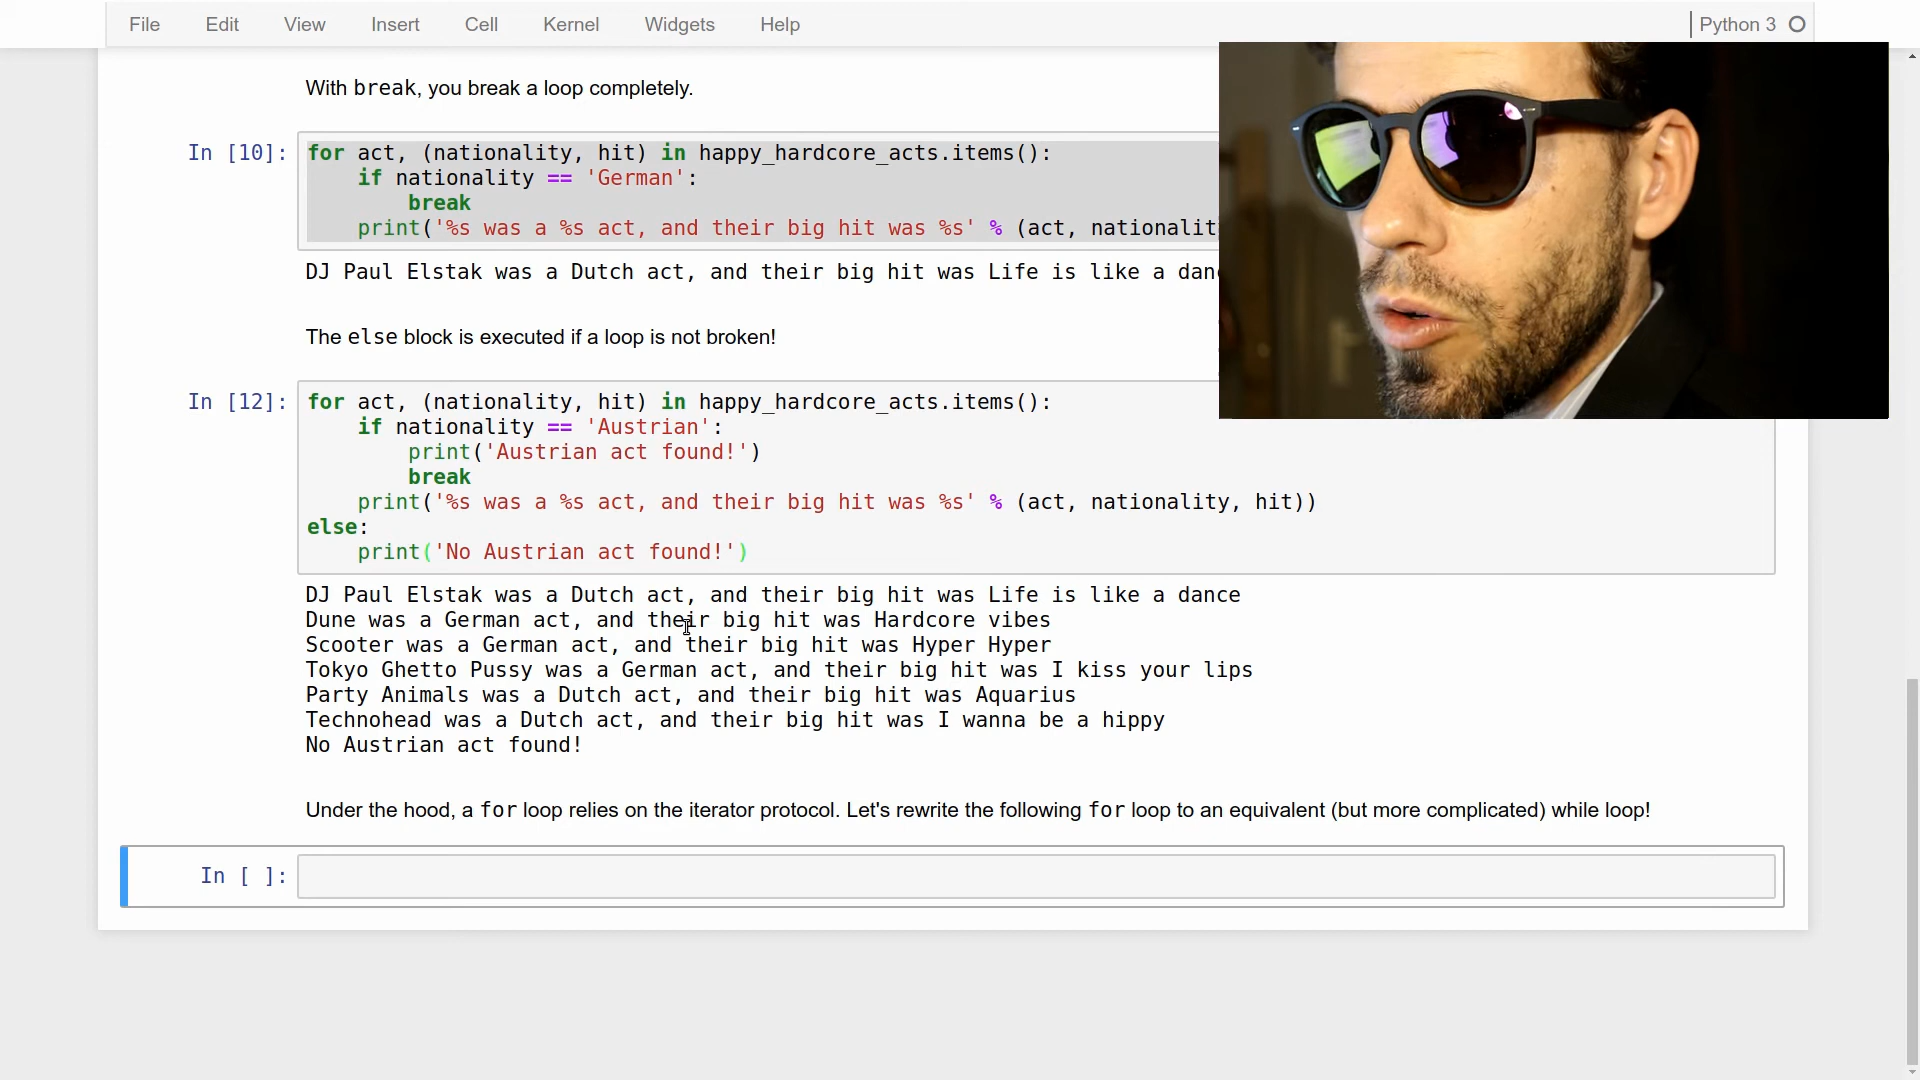 File Edit View Insert Cell Kernel Widgets Help Python 3
With break, you break a loop completely.
In [10]: for act, (nationality, hit) in happy_hardcore_acts.items():
if nationality == 'German':
break
print('%s was a %s act, and their big hit was %s' % (act, nationalit
DJ Paul Elstak was a Dutch act, and their big hit was Life is like a dan
The else block is executed if a loop is not broken!
In [12]: for act, (nationality, hit) in happy_hardcore_acts.items():
if nationality == 'Austrian':
print('Austrian act found!')
break
print('%s was a %s act, and their big hit was %s' % (act, nationality, hit))
else:
print('No Austrian act found!')
DJ Paul Elstak was a Dutch act, and their big hit was Life is like a dance
Dune was a German act, and their big hit was Hardcore vibes
Scooter was a German act, and their big hit was Hyper Hyper
Tokyo Ghetto Pussy was a German act, and their big hit was I kiss your lips
Party Animals was a Dutch act, and their big hit was Aquarius
Technohead was a Dutch act, and their big hit was I wanna be a hippy
No Austrian act found!
Under the hood, a for loop relies on the iterator protocol. Let's rewrite the following for loop to an equivalent (but more complicated) while loop!
In [ ]: